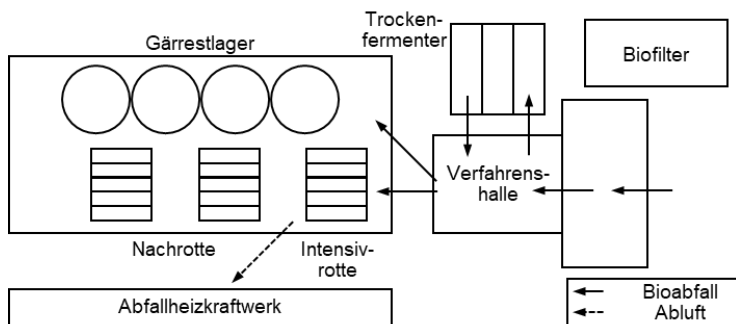 Trocken-
fermenter
Gärrestlager
Biofilter
Verfahrens-
halle
Nachrotte
Intensiv-
rotte
Abfallheizkraftwerk
Bioabfall
Abluft